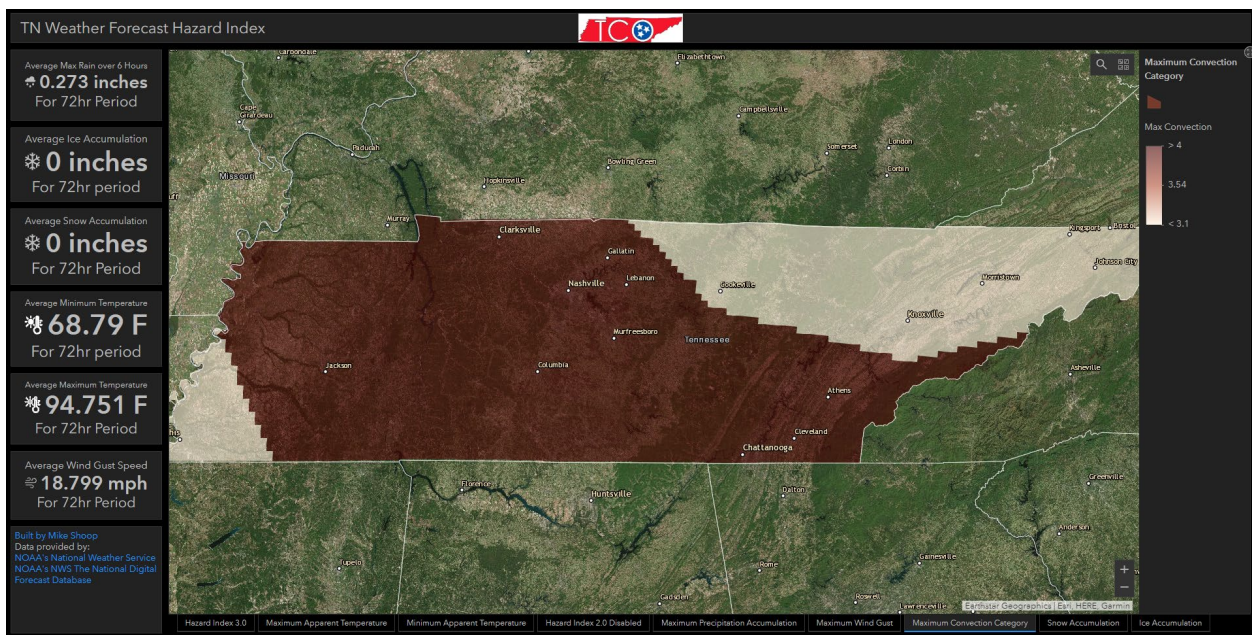 TN Weather Forecast Hazard Index
TCO
Average Max Rain over 6 Hours
0.273 inches
For 72hr Period
Average Ice Accumulation
0 inches
For 72hr period
Average Snow Accumulation
0 inches
For 72hr Period
Average Minimum Temperature
68.79 F
For 72hr period
Average Maximum Temperature
94.751 F
For 72hr Period
Average Wind Gust Speed
18.799 mph
For 72hr Period
Built by Mike Shoop
Data provided by:
NOAA's National Weather Service
NOAA's NWS The National Digital
Forecast Database
Carbondale
Elizabethtown
Cape
Girardeau
Campbellsville
Paducah
Somerset
London
Bowling Green
Corbin
Missouri
Hopkinsville
Murray
Clarksville
Kingsport
Bristol
Gallatin
Johnson City
Lebanon
Morristown
Nashville
Cookeville
Knoxville
Murfreesboro
Tennessee
Jackson
Columbia
Asheville
Athens
his
Cleveland
Chattanooga
Florence
Huntsville
Dalton
Greenville
Anderson
Tupelo
Rome
Gainesville
Gadsden
Roswell
Lawrenceville
Earthstar Geographics | Esri, HERE, Garmin
+
−
Maximum Convection
Category
Max Convection
> 4
3.54
< 3.1
Hazard Index 3.0
Maximum Apparent Temperature
Minimum Apparent Temperature
Hazard Index 2.0 Disabled
Maximum Precipitation Accumulation
Maximum Wind Gust
Maximum Convection Category
Snow Accumulation
Ice Accumulation